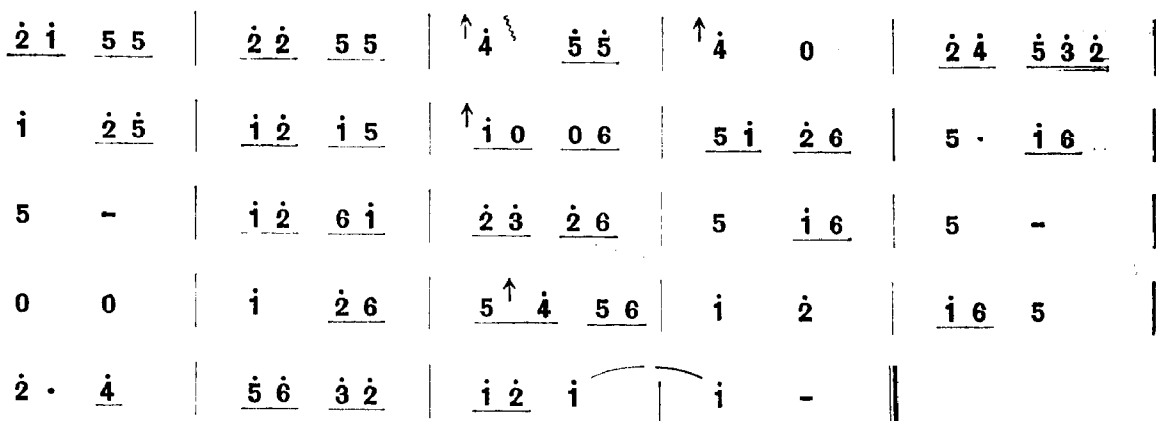 2̇ 1̇ 5 5 | 2̇ 2̇ 5 5 | ↑4̇ 5̇ 5̇ | ↑4̇ 0 | 2̇ 4̇ 5̇ 3̇ 2̇ |
1̇ 2̇ 5̇ | 1̇ 2̇ 1̇ 5 | ↑1̇ 0 0 6 | 5 1̇ 2̇ 6 | 5 · 1̇ 6 |
5 - | 1̇ 2̇ 6 1̇ | 2̇ 3̇ 2̇ 6 | 5 1̇ 6 | 5 - |
0 0 | 1̇ 2̇ 6 | 5 ↑4̇ 5 6 | 1̇ 2̇ | 1̇ 6 5 |
2̇ · 4̇ | 5̇ 6̇ 3̇ 2̇ | 1̇ 2̇ 1̇ | 1̇ - ‖